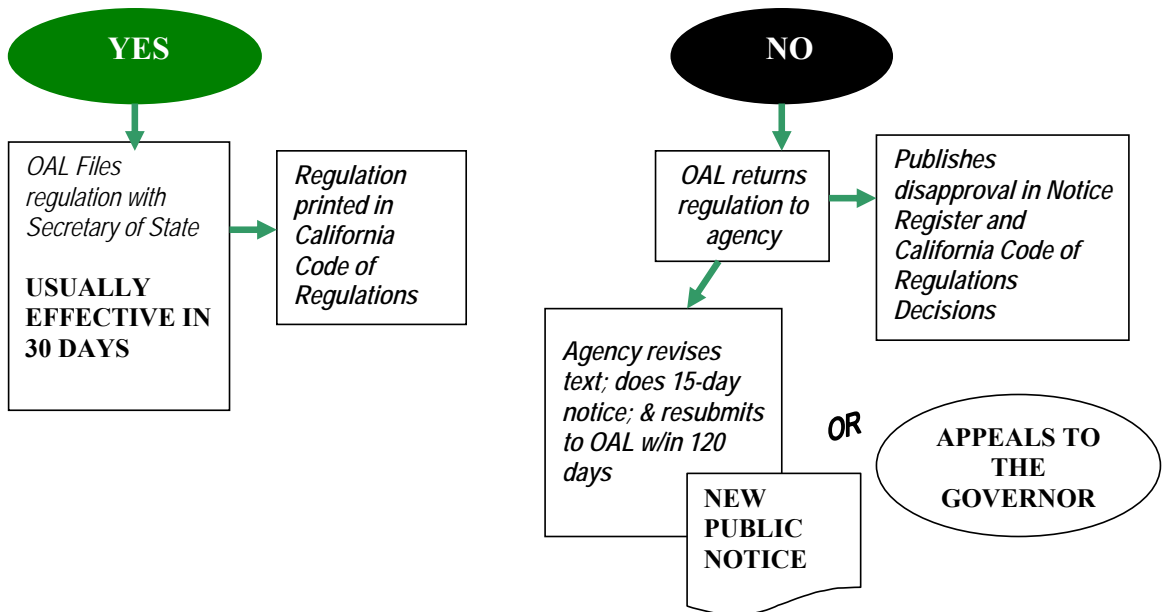 YES
OAL Files
regulation with
Secretary of State
USUALLY
EFFECTIVE IN
30 DAYS
Regulation
printed in
California
Code of
Regulations
NO
OAL returns
regulation to
agency
Publishes
disapproval in Notice
Register and
California Code of
Regulations
Decisions
Agency revises
text; does 15-day
notice; & resubmits
to OAL w/in 120
days
NEW
PUBLIC
NOTICE
OR
APPEALS TO
THE
GOVERNOR